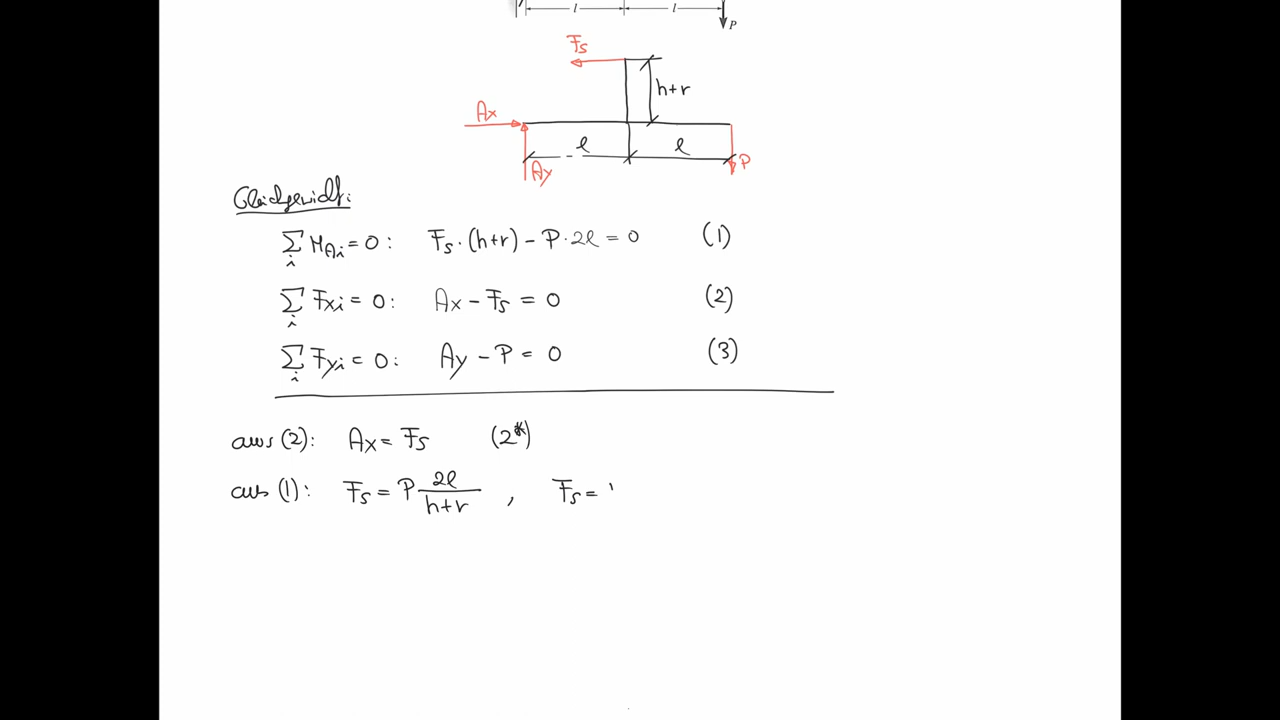 l l
P
Fs
h+r
Ax
l l
Ay P
Gleichgewicht:
∑i MAi = 0 : Fs · (h+r) − P · 2l = 0 (1)
∑i Fxi = 0 : Ax − Fs = 0 (2)
∑i Fyi = 0 : Ay − P = 0 (3)
aus (2) : Ax = Fs (2*)
aus (1) : Fs = P 2l/(h+r) , Fs =